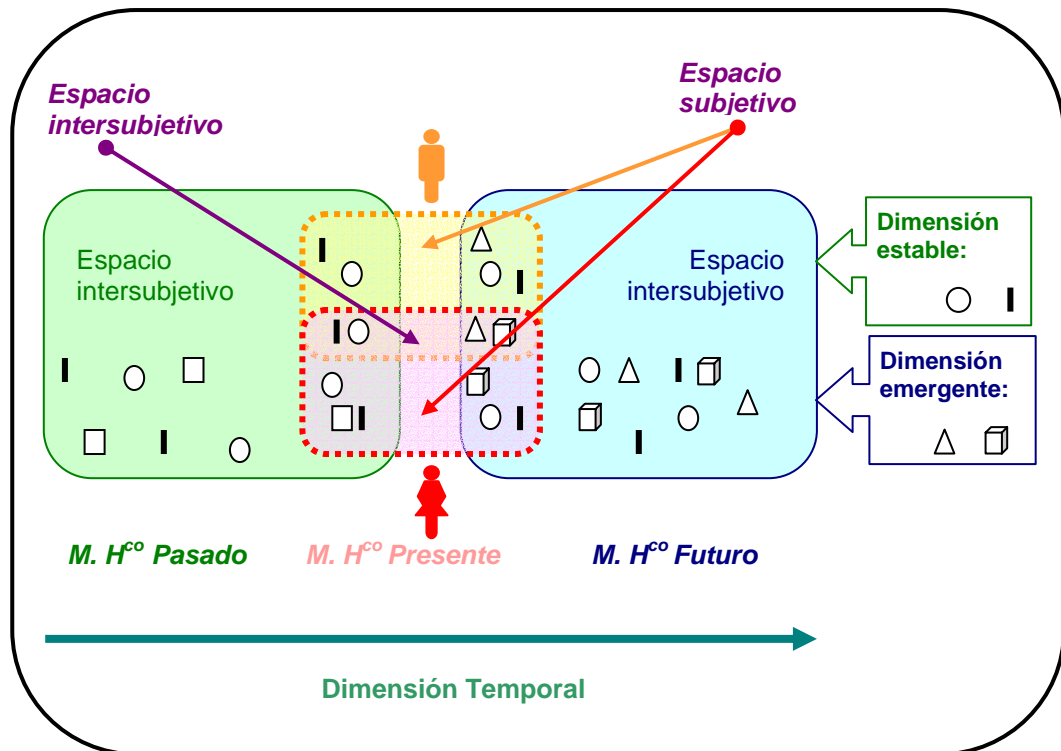 Espacio
intersubjetivo
Espacio
subjetivo
Espacio
intersubjetivo
Espacio
intersubjetivo
Dimensión
estable:
Dimensión
emergente:
M. Hco Pasado
M. Hco Presente
M. Hco Futuro
Dimensión Temporal